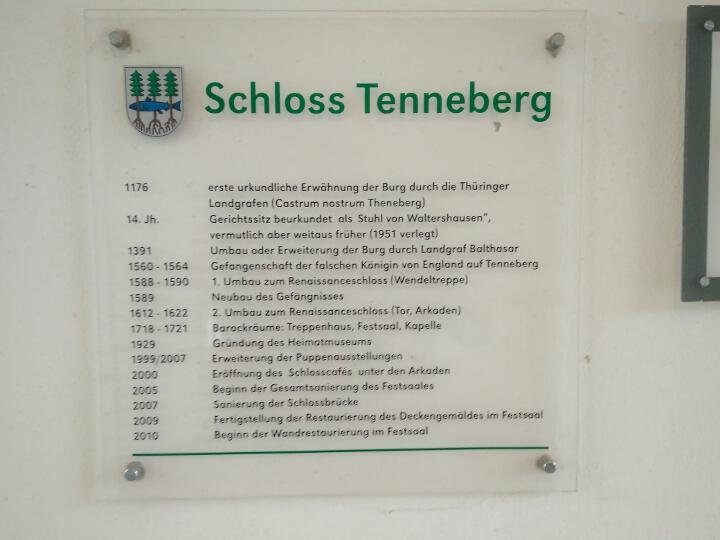 Schloss Tenneberg
1176 erste urkundliche Erwähnung der Burg durch die Thüringer
Landgrafen (Castrum nostrum Theneberg)
14. Jh. Gerichtssitz beurkundet als Stuhl von Waltershausen",
vermutlich aber weitaus früher (1951 verlegt)
1391 Umbau oder Erweiterung der Burg durch Landgraf Balthasar
1560 - 1564 Gefangenschaft der falschen Königin von England auf Tenneberg
1588 - 1590 1. Umbau zum Renaissanceschloss (Wendeltreppe)
1589 Neubau des Gefängnisses
1612 - 1622 2. Umbau zum Renaissanceschloss (Tor, Arkaden)
1718 - 1721 Barockräume: Treppenhaus, Festsaal, Kapelle
1929 Gründung des Heimatmuseums
1999/2007 Erweiterung der Puppenausstellungen
2000 Eröffnung des Schlosscafés unter den Arkaden
2005 Beginn der Gesamtsanierung des Festsaales
2007 Sanierung der Schlossbrücke
2009 Fertigstellung der Restaurierung des Deckengemäldes im Festsaal
2010 Beginn der Wandrestaurierung im Festsaal